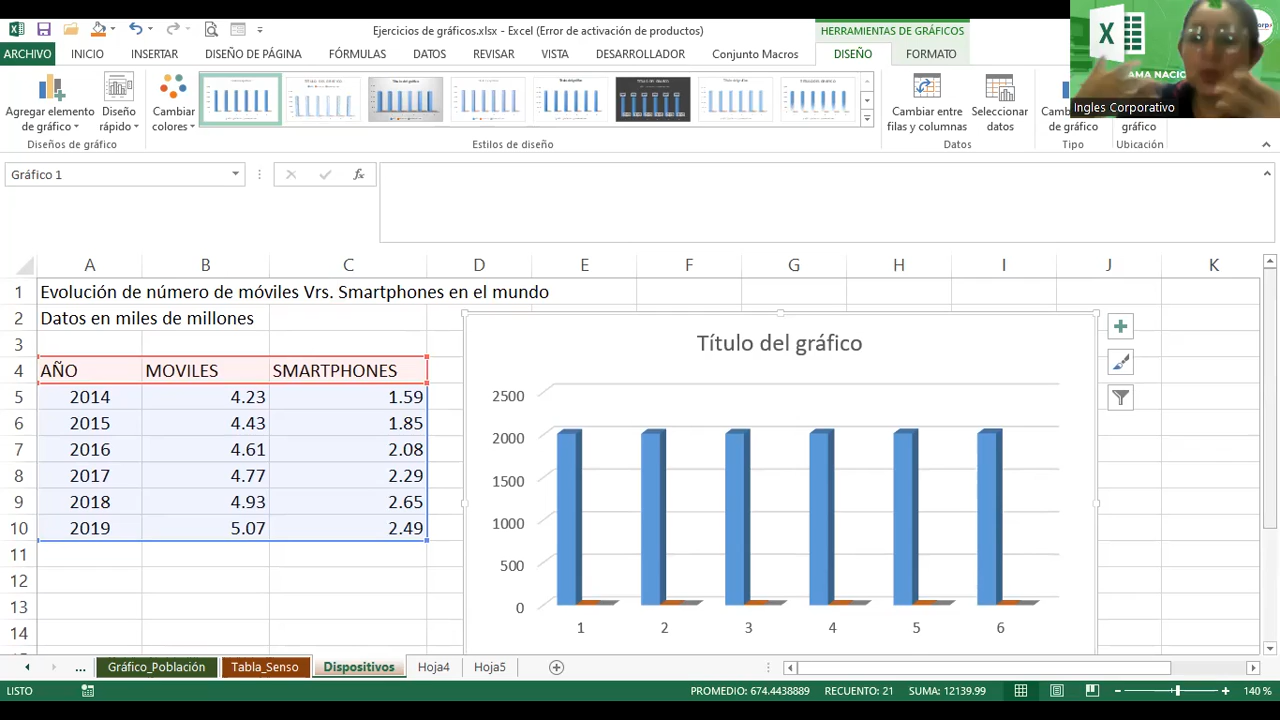 Ejercicios de gráficos.xlsx - Excel (Error de activación de productos)
HERRAMIENTAS DE GRÁFICOS
ARCHIVO INICIO INSERTAR DISEÑO DE PÁGINA FÓRMULAS DATOS REVISAR VISTA DESARROLLADOR Conjunto Macros DISEÑO FORMATO
AMA NACIO
Ingles Corporativo
Agregar elemento de gráfico
Diseño rápido
Cambiar colores
Cambiar entre filas y columnas
Seleccionar datos
de gráfico
gráfico
Diseños de gráfico Estilos de diseño Datos Tipo Ubicación
Gráfico 1 fx
A B C D E F G H I J K
1 Evolución de número de móviles Vrs. Smartphones en el mundo
2 Datos en miles de millones
3
4 AÑO MOVILES SMARTPHONES
5 2014 4.23 1.59
6 2015 4.43 1.85
7 2016 4.61 2.08
8 2017 4.77 2.29
9 2018 4.93 2.65
10 2019 5.07 2.49
11
12
13
14
Título del gráfico
2500
2000
1500
1000
500
0
1 2 3 4 5 6
... Gráfico_Población Tabla_Senso Dispositivos Hoja4 Hoja5
LISTO PROMEDIO: 674.4438889 RECUENTO: 21 SUMA: 12139.99 140 %